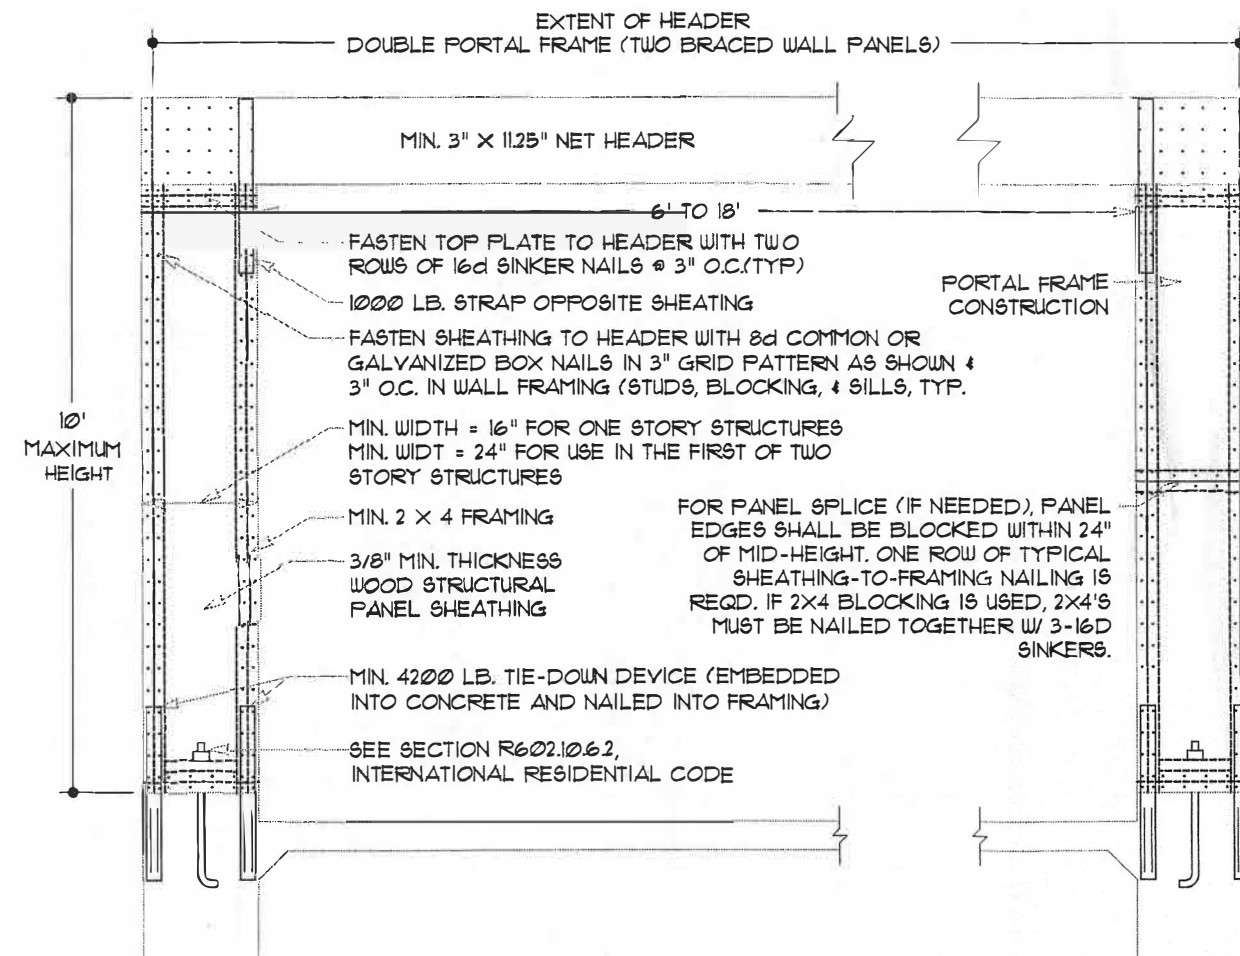 EXTENT OF HEADER
DOUBLE PORTAL FRAME (TWO BRACED WALL PANELS)
MIN. 3" X 11.25" NET HEADER
6' TO 18'
FASTEN TOP PLATE TO HEADER WITH TWO
ROWS OF 16d SINKER NAILS @ 3" O.C.(TYP)
1000 LB. STRAP OPPOSITE SHEATING
FASTEN SHEATHING TO HEADER WITH 8d COMMON OR
GALVANIZED BOX NAILS IN 3" GRID PATTERN AS SHOWN &
3" O.C. IN WALL FRAMING (STUDS, BLOCKING, & SILLS, TYP.
PORTAL FRAME
CONSTRUCTION
10'
MAXIMUM
HEIGHT
MIN. WIDTH = 16" FOR ONE STORY STRUCTURES
MIN. WIDT = 24" FOR USE IN THE FIRST OF TWO
STORY STRUCTURES
MIN. 2 X 4 FRAMING
3/8" MIN. THICKNESS
WOOD STRUCTURAL
PANEL SHEATHING
FOR PANEL SPLICE (IF NEEDED), PANEL
EDGES SHALL BE BLOCKED WITHIN 24"
OF MID-HEIGHT. ONE ROW OF TYPICAL
SHEATHING-TO-FRAMING NAILING IS
REQD. IF 2X4 BLOCKING IS USED, 2X4'S
MUST BE NAILED TOGETHER W/ 3-16D
SINKERS.
MIN. 4200 LB. TIE-DOWN DEVICE (EMBEDDED
INTO CONCRETE AND NAILED INTO FRAMING)
SEE SECTION R602.10.6.2,
INTERNATIONAL RESIDENTIAL CODE